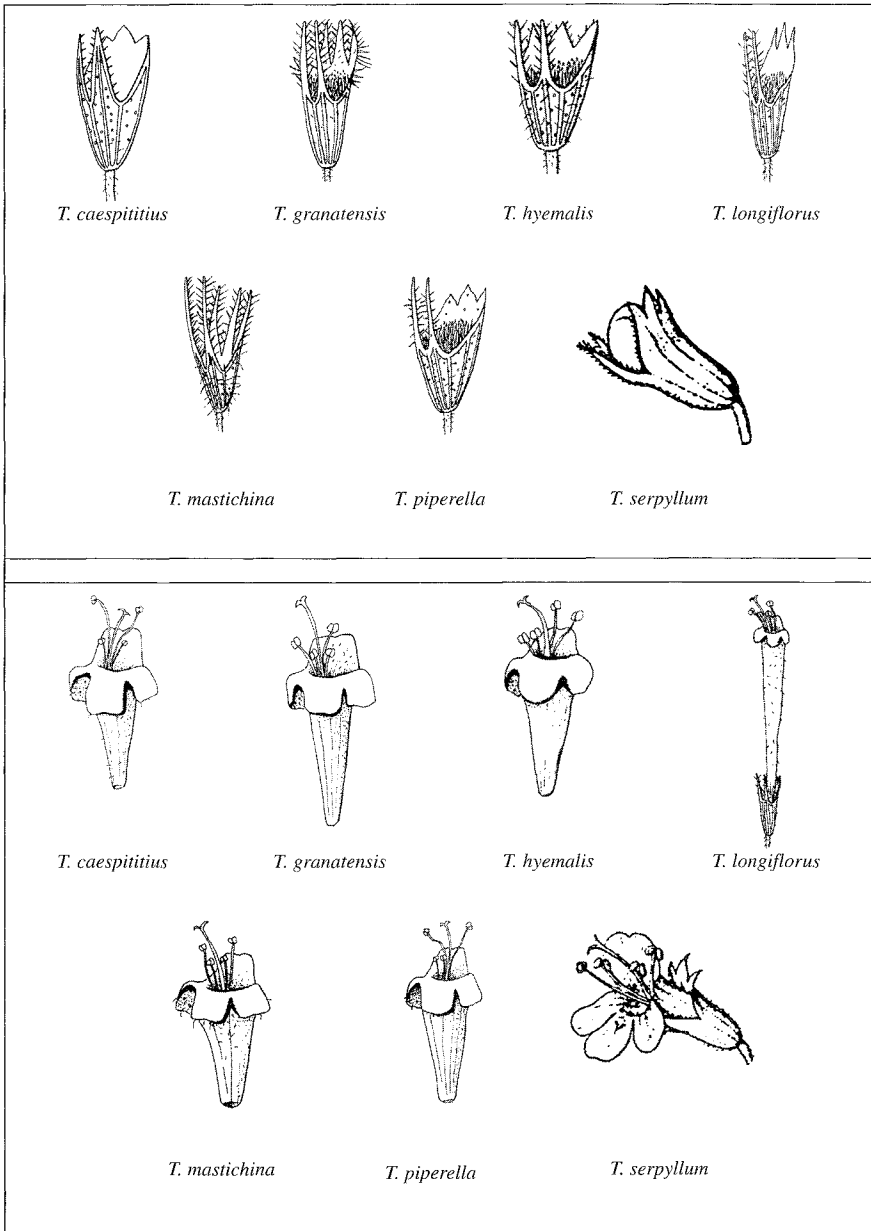 T. caespititius T. granatensis T. hyemalis T. longiflorus
T. mastichina T. piperella T. serpyllum
T. caespititius T. granatensis T. hyemalis T. longiflorus
T. mastichina T. piperella T. serpyllum